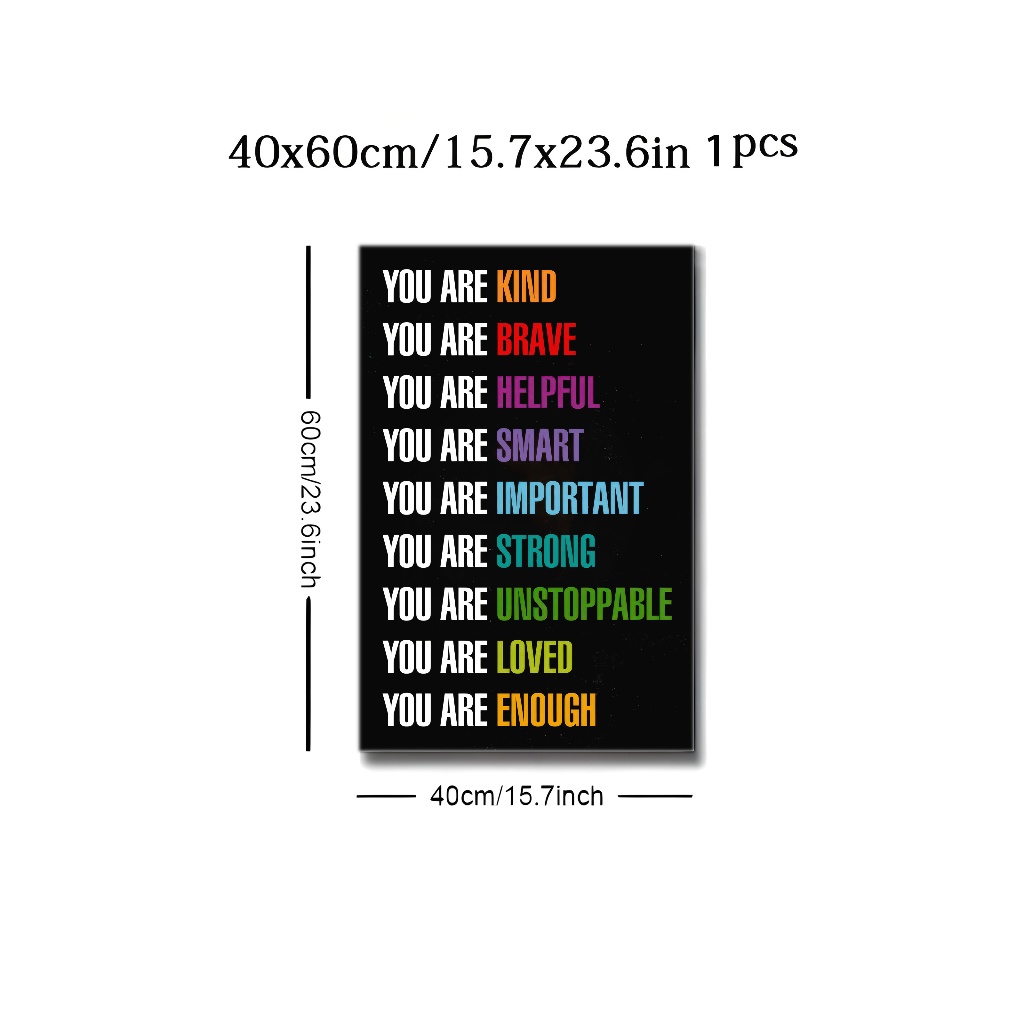 40x60cm/15.7x23.6in 1pcs
YOU ARE KIND
YOU ARE BRAVE
YOU ARE HELPFUL
YOU ARE SMART
YOU ARE IMPORTANT
YOU ARE STRONG
YOU ARE UNSTOPPABLE
YOU ARE LOVED
YOU ARE ENOUGH
60cm/23.6inch
40cm/15.7inch